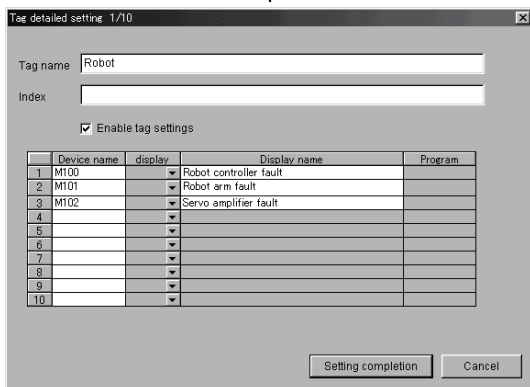 Tag detailed setting 1/10
Tag name Robot
Index
Enable tag settings
Device name display Display name Program
1 M100 Robot controller fault
2 M101 Robot arm fault
3 M102 Servo amplifier fault
4
5
6
7
8
9
10
Setting completion Cancel